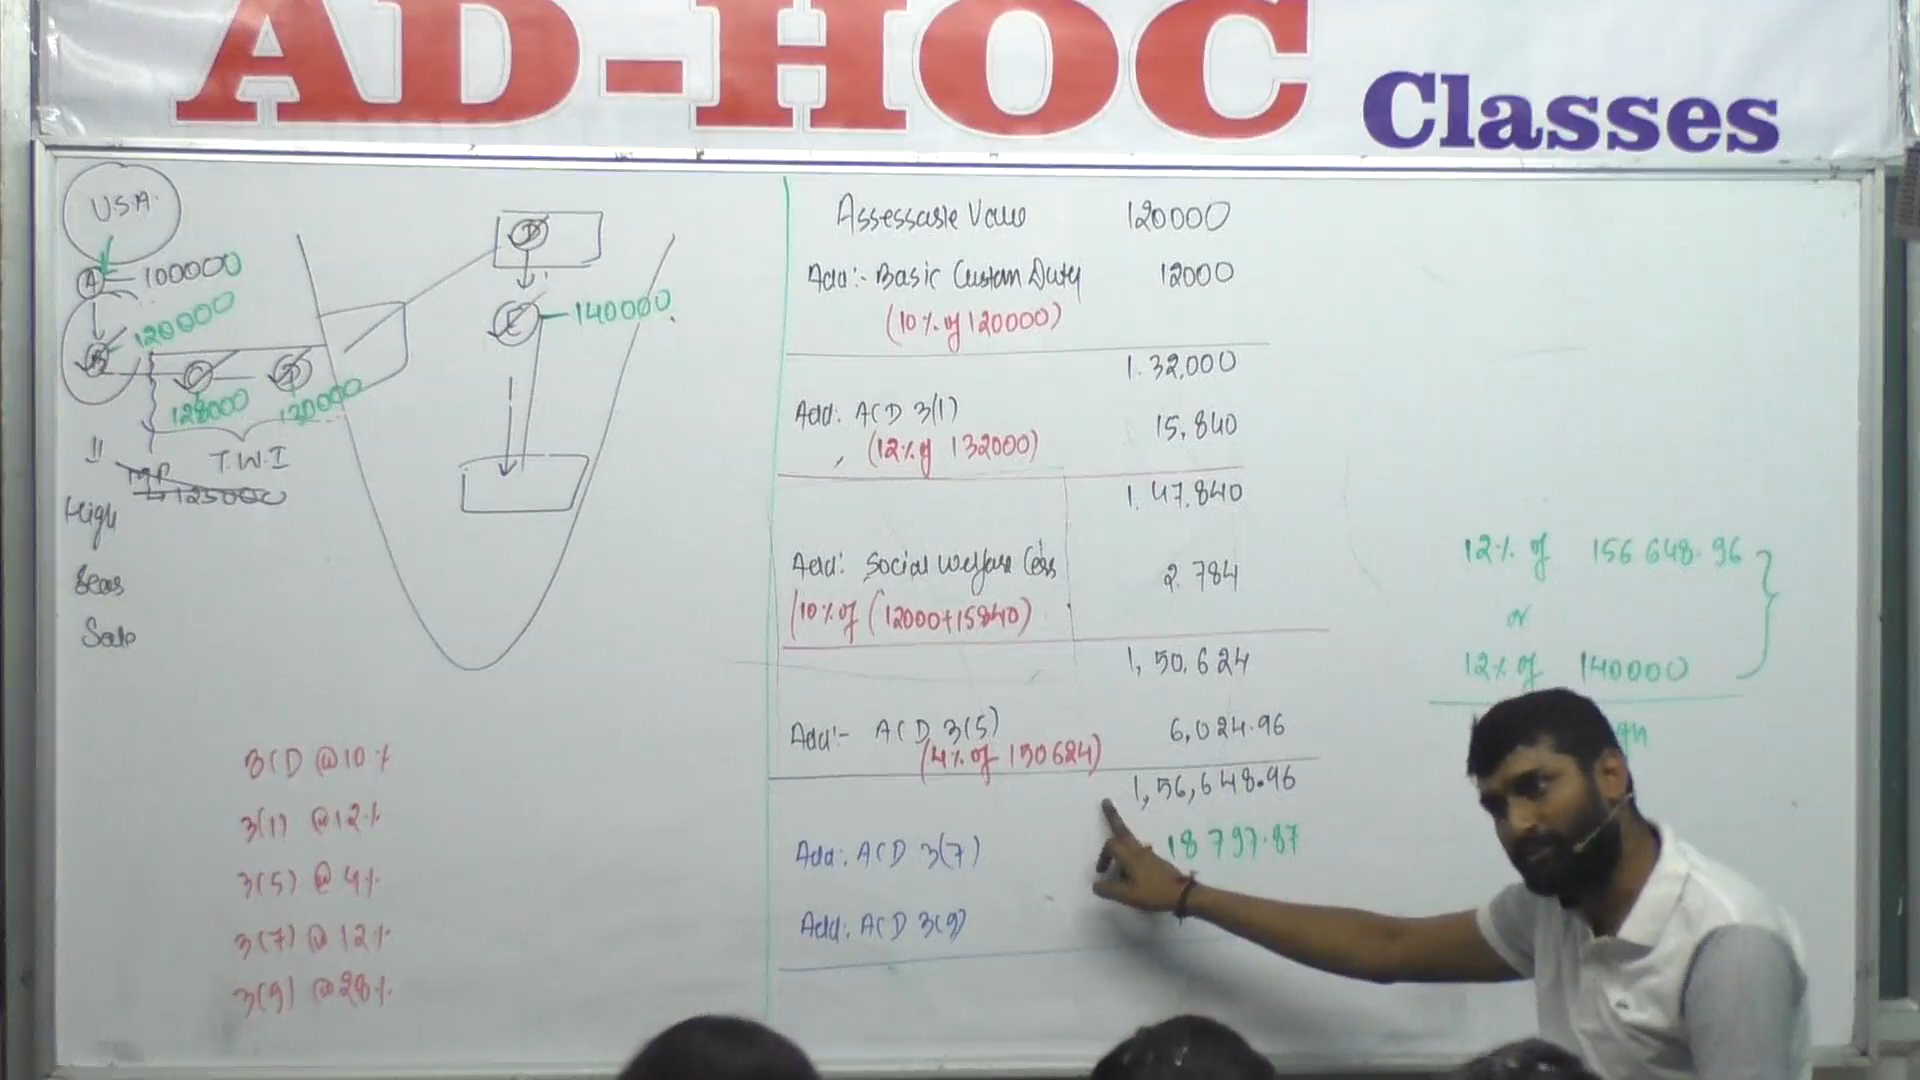 AD-HOC Classes
U.S.A.
A 100000
120000
B
C D
128000 130000
T.W.I
125000
High
Seas
Sale
D
E 140000
BCD @10%
3(1) @12%
3(5) @ 4%
3(7) @ 12%
3(9) @28%
Assessable Value 120000
Add:- Basic Custom Duty 12000
(10% of 120000)
1.32,000
Add: ACD 3(1) 15,840
(12% of 132000)
1,47,840
Add: Social Welfare Cess 2.784
(10% of (12000+15840)
1,50,624
Add:- ACD 3(5) 6,024.96
(4% of 150624)
1,56,648.96
Add: ACD 3(7) 18797.87
Add: ACD 3(9)
12% of 156648.96
or
12% of 140000